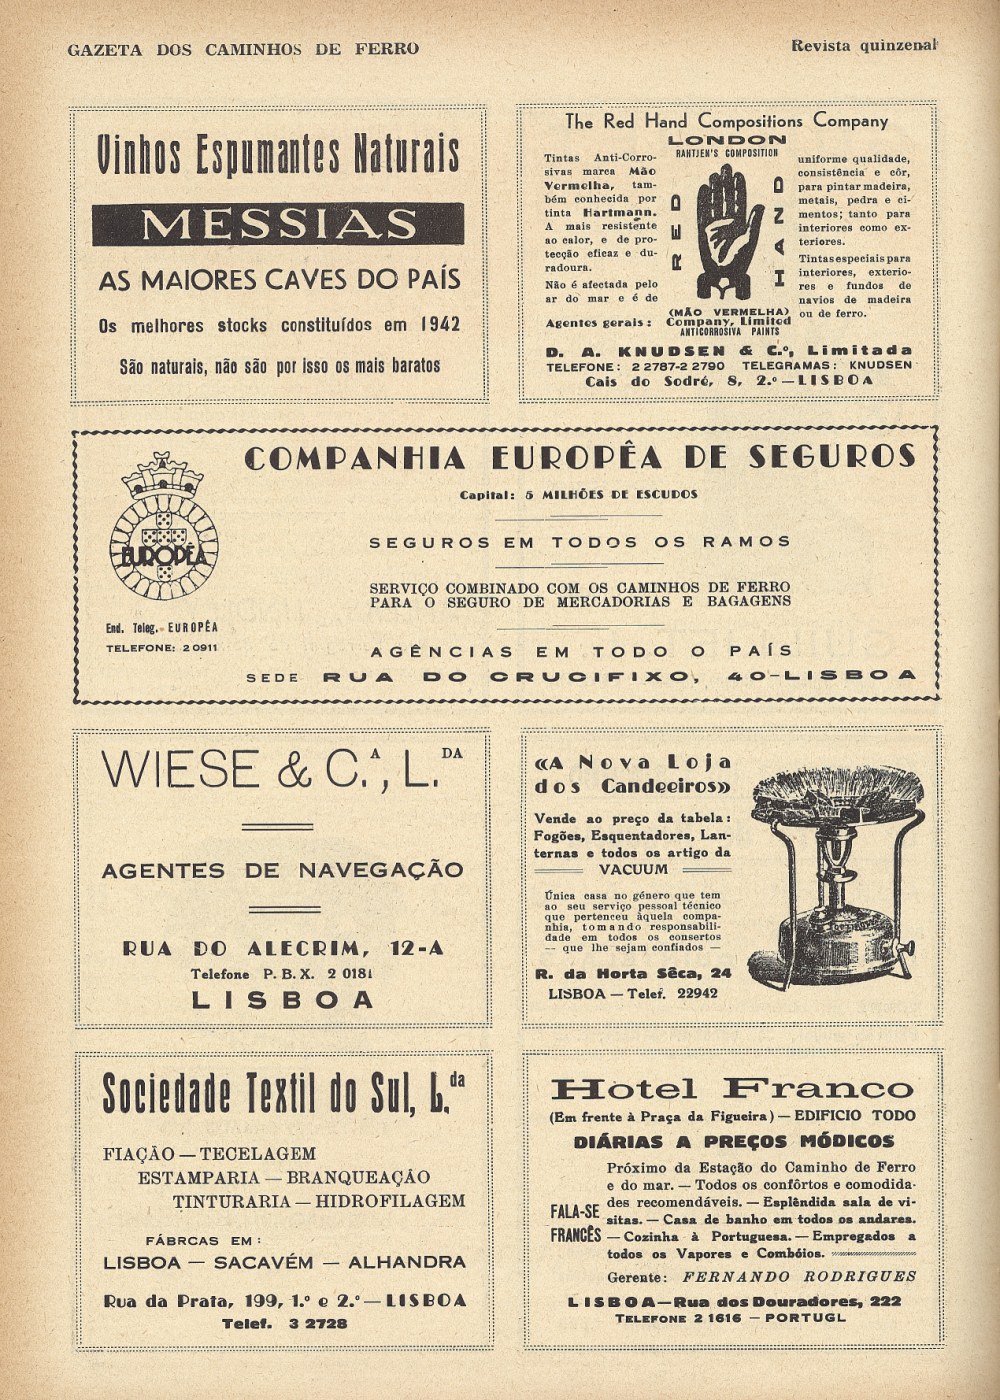 GAZETA DOS CAMINHOS DE FERRO
Revista quinzenal
Vinhos Espumantes Naturais
MESSIAS
AS MAIORES CAVES DO PAÍS
Os melhores stocks constituídos em 1942
São naturais, não são por isso os mais baratos
The Red Hand Compositions Company
LONDON
RAHTJEN'S COMPOSITION
Tintas Anti-Corro-
sivas marca Mão
Vermelha, tam-
bém conhecida por
tinta Hartmann.
A mais resistente
ao calor, e de pro-
tecção eficaz e du-
radoura.
Não é afectada pelo
ar do mar e é de
RED
HAND
uniforme qualidade,
consistência e côr,
para pintar madeira,
metais, pedra e ci-
mentos; tanto para
interiores como ex-
teriores.
Tintas especiais para
interiores, exterio-
res e fundos de
navios de madeira
ou de ferro.
(MÃO VERMELHA)
Agentes gerais: Company, Limited
ANTICORROSIVA PAINTS
D. A. KNUDSEN & C.º, Limitada
TELEFONE: 2 2787-2 2790 TELEGRAMAS: KNUDSEN
Cais do Sodré, 8, 2.º — LISBOA
COMPANHIA EUROPÊA DE SEGUROS
Capital: 5 MILHÕES DE ESCUDOS
SEGUROS EM TODOS OS RAMOS
EUROPÊA
SERVIÇO COMBINADO COM OS CAMINHOS DE FERRO
PARA O SEGURO DE MERCADORIAS E BAGAGENS
End. Teleg. EUROPÊA
TELEFONE: 2 0911
AGÊNCIAS EM TODO O PAÍS
SEDE RUA DO CRUCIFIXO, 40-LISBOA
WIESE & C.A, L.DA
AGENTES DE NAVEGAÇÃO
RUA DO ALECRIM, 12-A
Telefone P. B. X. 2 0181
LISBOA
«A Nova Loja
dos Candeeiros»
Vende ao preço da tabela:
Fogões, Esquentadores, Lan-
ternas e todos os artigo da
VACUUM
Única casa no género que tem
ao seu serviço pessoal técnico
que pertenceu àquela compa-
nhia, tomando responsabili-
dade em todos os consertos
— que lhe sejam confiados —
R. da Horta Sêca, 24
LISBOA — Telef. 22942
Sociedade Textil do Sul, L.da
FIAÇÃO — TECELAGEM
ESTAMPARIA — BRANQUEAÇÃO
TINTURARIA — HIDROFILAGEM
FÁBRCAS EM:
LISBOA — SACAVÉM — ALHANDRA
Rua da Prata, 199, 1.º e 2.º — LISBOA
Telef. 3 2728
Hotel Franco
(Em frente à Praça da Figueira) — EDIFICIO TODO
DIÁRIAS A PREÇOS MÓDICOS
FALA-SE
FRANCÊS
Próximo da Estação do Caminho de Ferro
e do mar. — Todos os confôrtos e comodida-
des recomendáveis. — Esplêndida sala de vi-
sitas. — Casa de banho em todos os andares.
— Cozinha à Portuguesa. — Empregados a
todos os Vapores e Combóios.
Gerente: FERNANDO RODRIGUES
LISBOA — Rua dos Douradores, 222
TELEFONE 2 1616 — PORTUGL